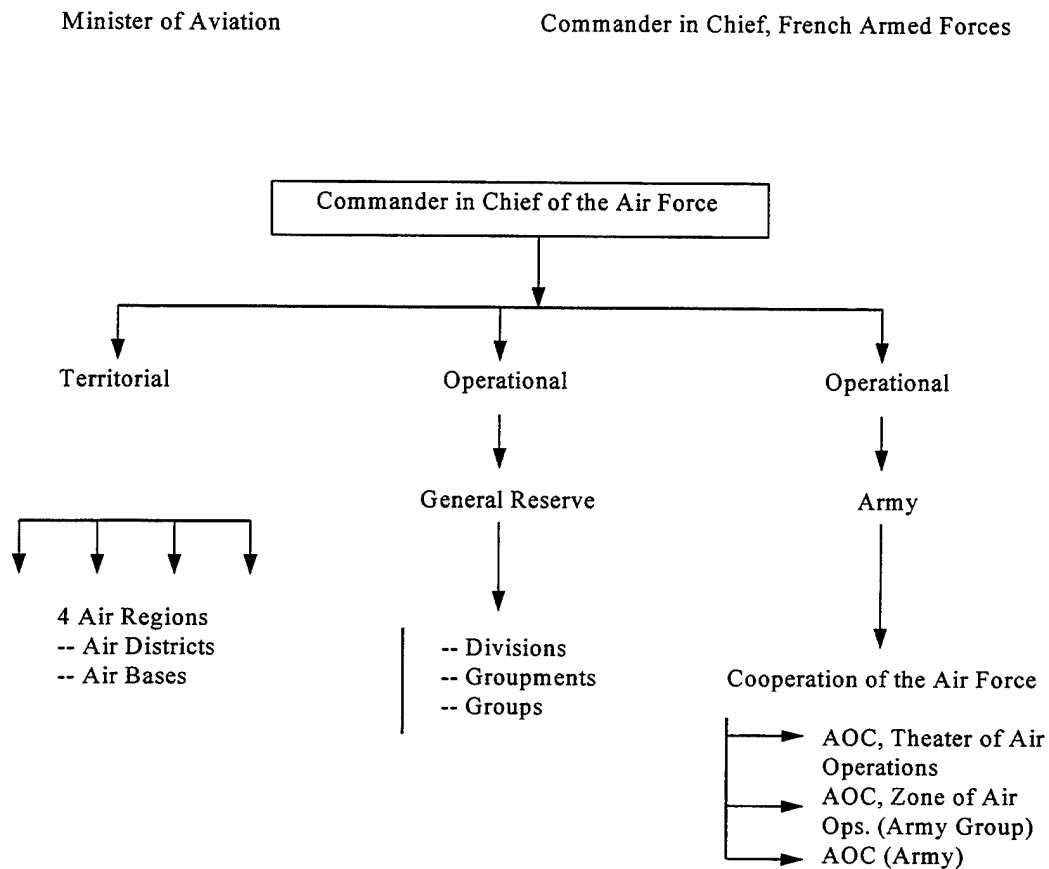 Minister of Aviation
Commander in Chief, French Armed Forces
Commander in Chief of the Air Force
Territorial
Operational
Operational
General Reserve
Army
4 Air Regions
-- Air Districts
-- Air Bases
-- Divisions
-- Groupments
-- Groups
Cooperation of the Air Force
AOC, Theater of Air
Operations
AOC, Zone of Air
Ops. (Army Group)
AOC (Army)